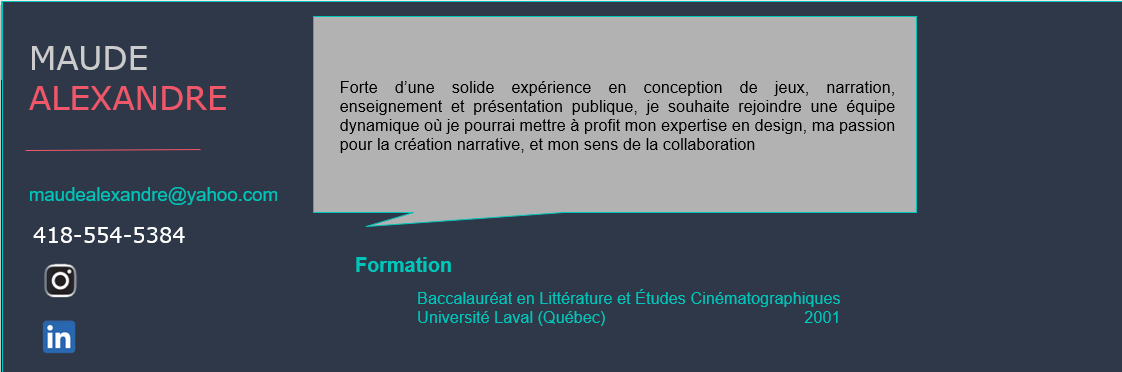 MAUDE
ALEXANDRE
maudealexandre@yahoo.com
418-554-5384
Forte d’une solide expérience en conception de jeux, narration,
enseignement et présentation publique, je souhaite rejoindre une équipe
dynamique où je pourrai mettre à profit mon expertise en design, ma passion
pour la création narrative, et mon sens de la collaboration
Formation
Baccalauréat en Littérature et Études Cinématographiques
Université Laval (Québec) 2001
in